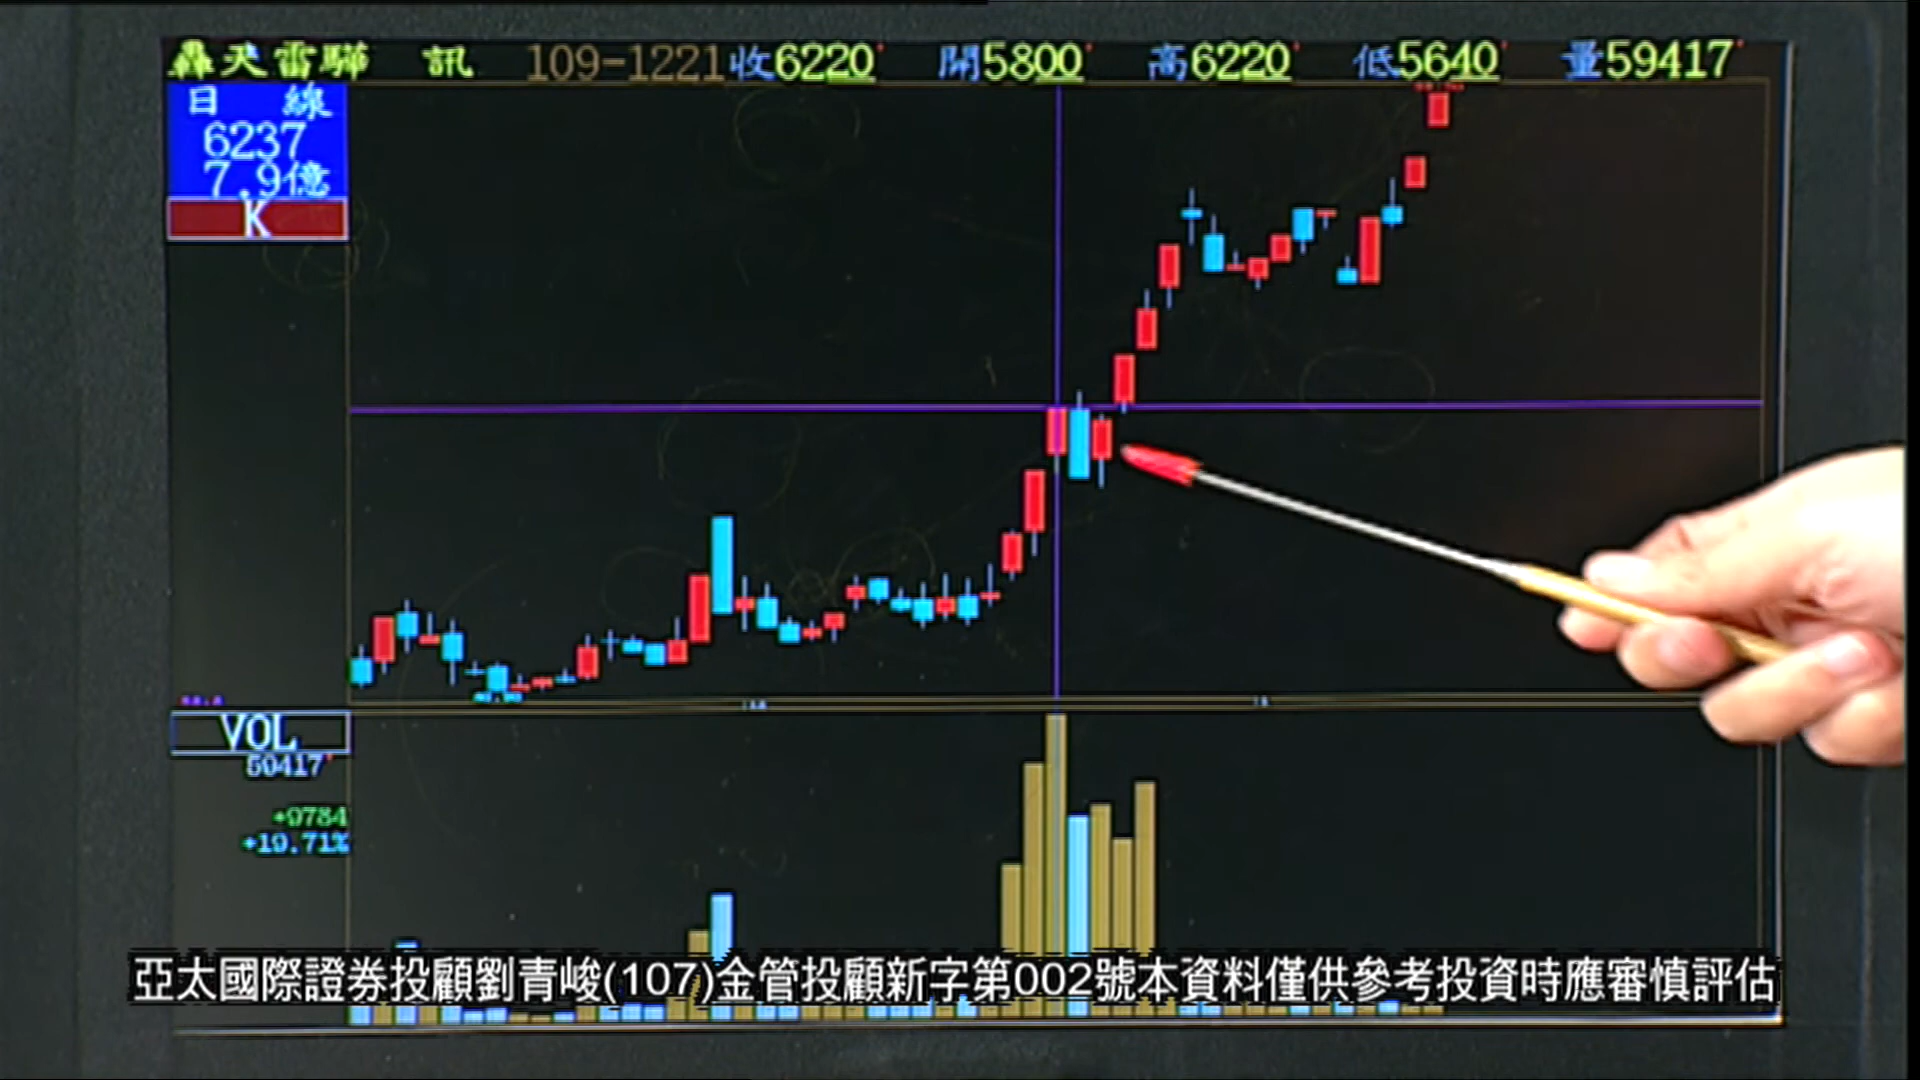 轟天雷驊 訊 109-1221 收6220 開5800 高6220 低5640 量59417
日 線
6237
7.9億
K
VOL
59417
+9784
+19.71%
亞太國際證券投顧劉青峻(107)金管投顧新字第002號本資料僅供參考投資時應審慎評估